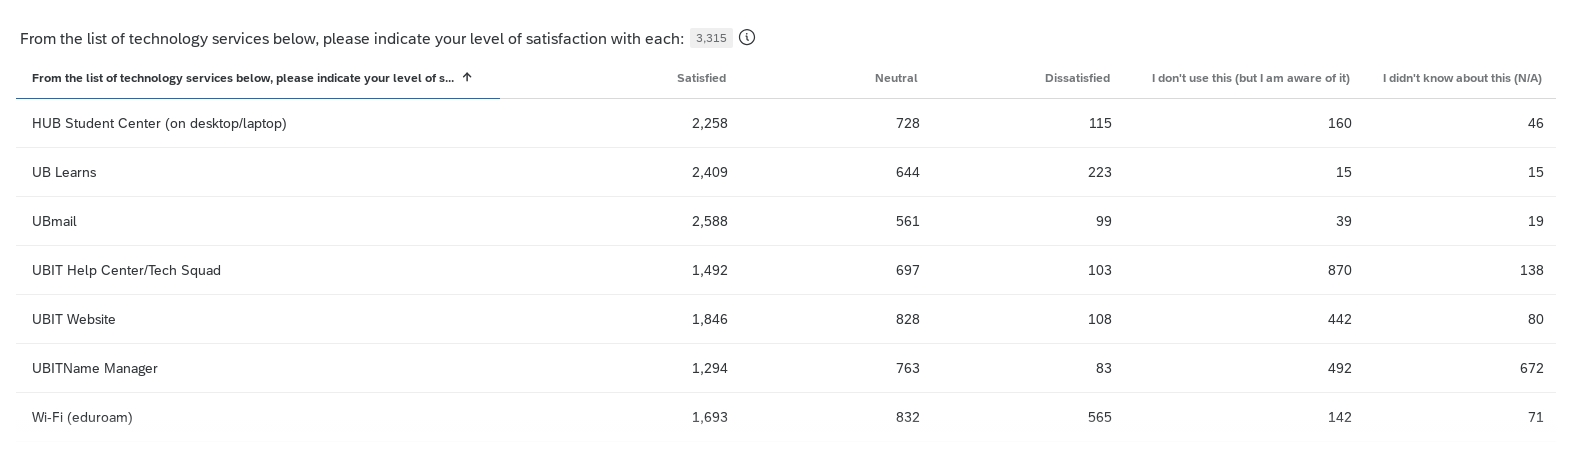 From the list of technology services below, please indicate your level of satisfaction with each: 3,315
From the list of technology services below, please indicate your level of s... ↑ Satisfied Neutral Dissatisfied I don't use this (but I am aware of it) I didn't know about this (N/A)
HUB Student Center (on desktop/laptop) 2,258 728 115 160 46
UB Learns 2,409 644 223 15 15
UBmail 2,588 561 99 39 19
UBIT Help Center/Tech Squad 1,492 697 103 870 138
UBIT Website 1,846 828 108 442 80
UBITName Manager 1,294 763 83 492 672
Wi-Fi (eduroam) 1,693 832 565 142 71